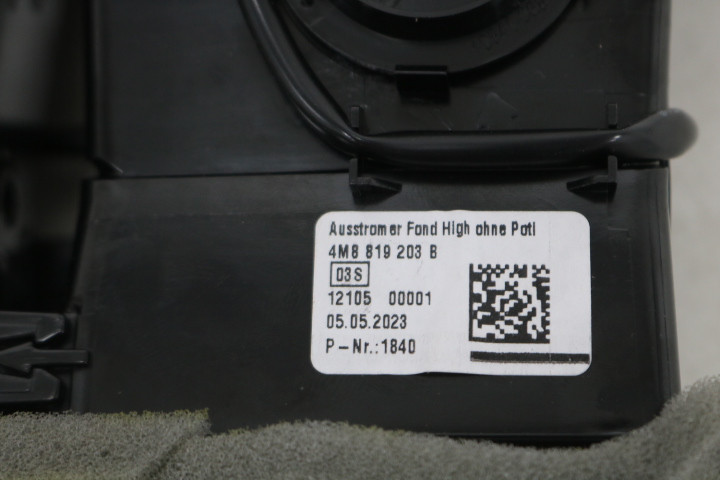 Ausstromer Fond High ohne Poti
4M8 819 203 B
03S
12105 00001
05.05.2023
P-Nr.:1840